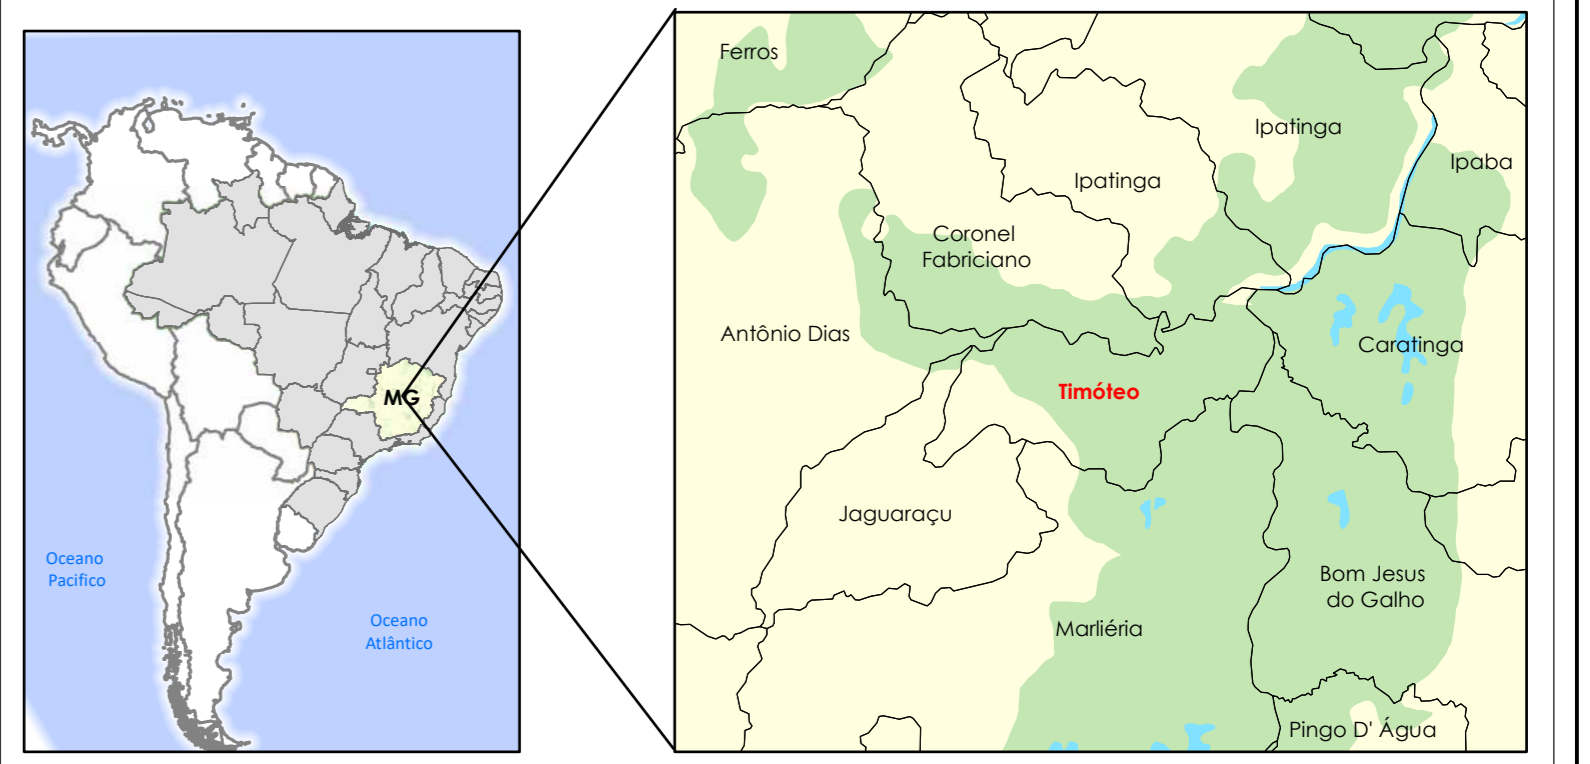 MG
Oceano
Pacifico
Oceano
Atlântico
Ferros
Ipatinga
Ipaba
Ipatinga
Coronel
Fabriciano
Antônio Dias
Caratinga
Timóteo
Jaguaraçu
Bom Jesus
do Galho
Marliéria
Pingo D' Água